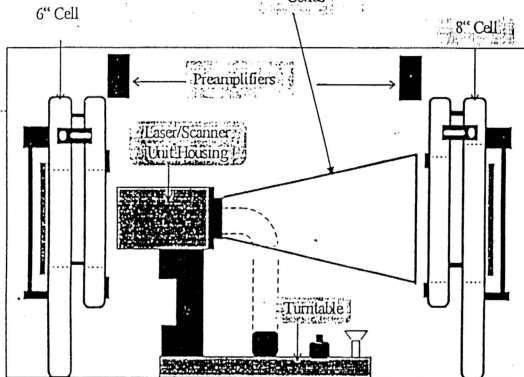 6“ Cell
8“ Cell
Preamplifiers
Laser/Scanner
Unit Housing
Turntable